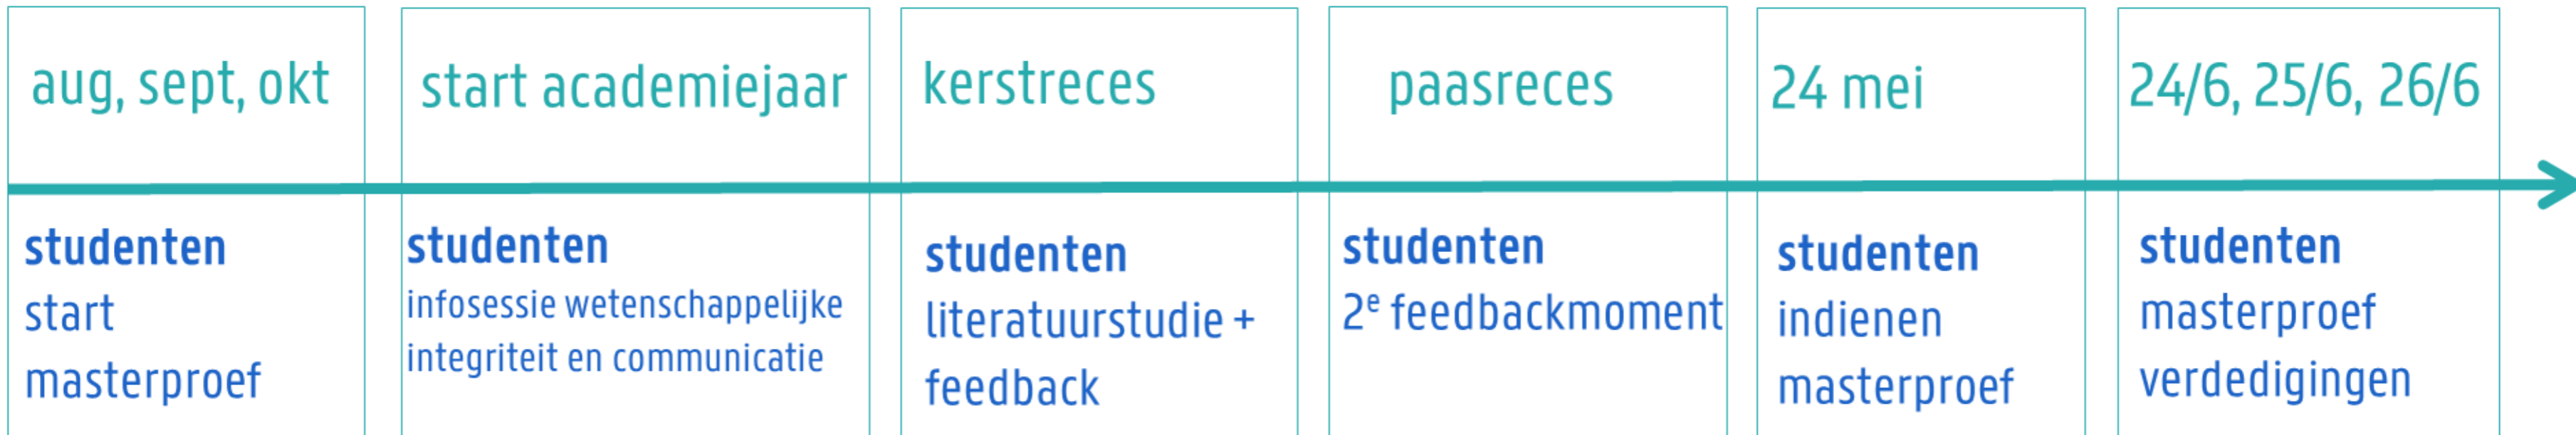 aug, sept, okt
start academiejaar
kerstreces
paasreces
24 mei
24/6, 25/6, 26/6
studenten
start
masterproef
studenten
infosessie wetenschappelijke
integriteit en communicatie
studenten
literatuurstudie +
feedback
studenten
2e feedbackmoment
studenten
indienen
masterproef
studenten
masterproef
verdedigingen